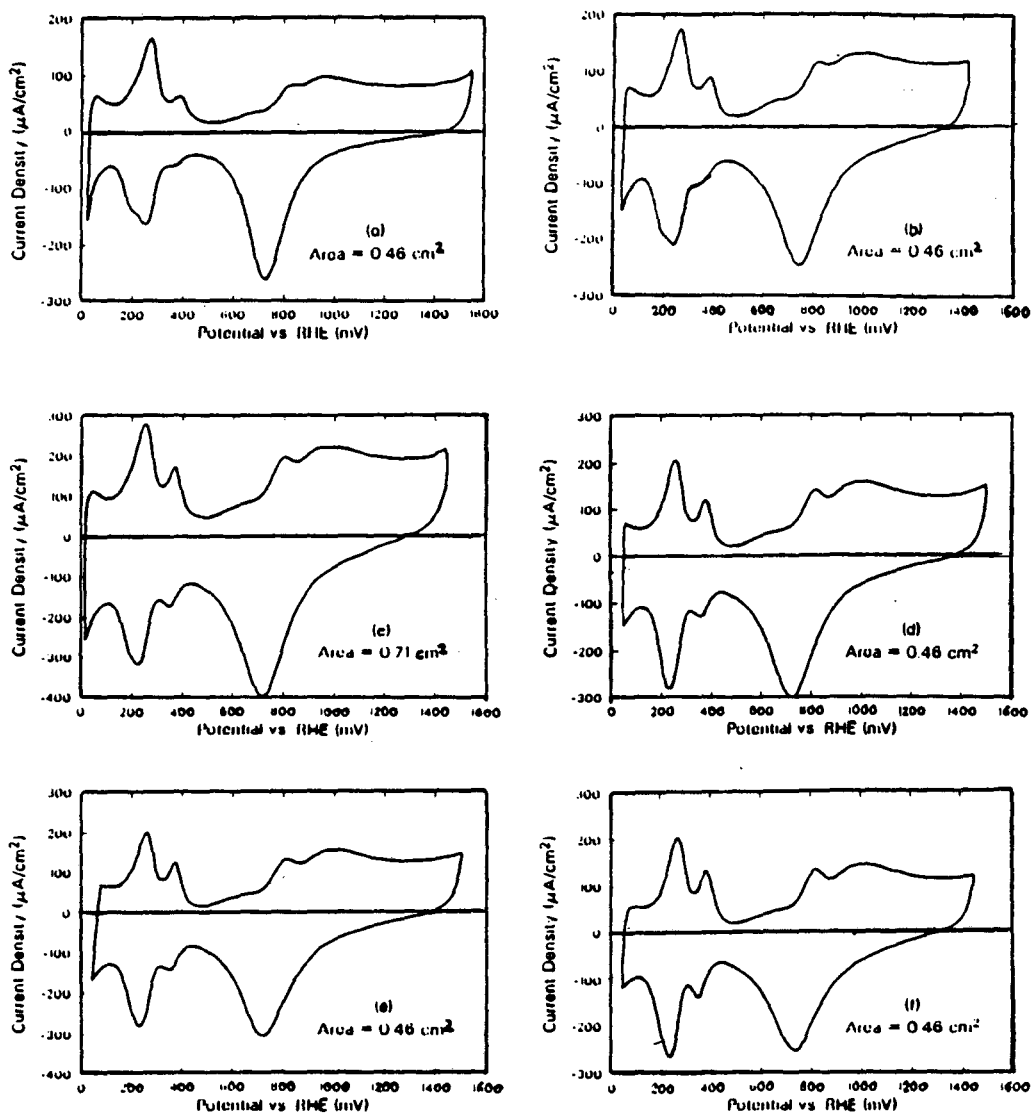 200
100
0
-100
-200
-300
Current Density (μA/cm²)
(a)
Area = 0.46 cm²
0 200 400 600 800 1000 1200 1400 1600
Potential vs RHE (mV)
200
100
0
-100
-200
-300
Current Density (μA/cm²)
(b)
Area = 0.46 cm²
0 200 400 600 800 1000 1200 1400 1600
Potential vs. RHE (mV)
300
200
100
0
-100
-200
-300
-400
Current Density (μA/cm²)
(c)
Area = 0.71 cm²
0 200 400 600 800 1000 1200 1400 1600
Potential vs RHE (mV)
300
200
100
0
-100
-200
-300
Current Density (μA/cm²)
(d)
Area = 0.46 cm²
0 200 400 600 800 1000 1200 1400 1600
Potential vs. RHE (mV)
200
100
0
-100
-200
-300
-400
Current Density (μA/cm²)
(e)
Area = 0.46 cm²
0 200 400 600 800 1000 1200 1400 1600
Potential vs RHE (mV)
300
200
100
0
-100
-200
-300
Current Density (μA/cm²)
(f)
Area = 0.46 cm²
0 200 400 600 800 1000 1200 1400 1600
Potential vs RHE (mV)